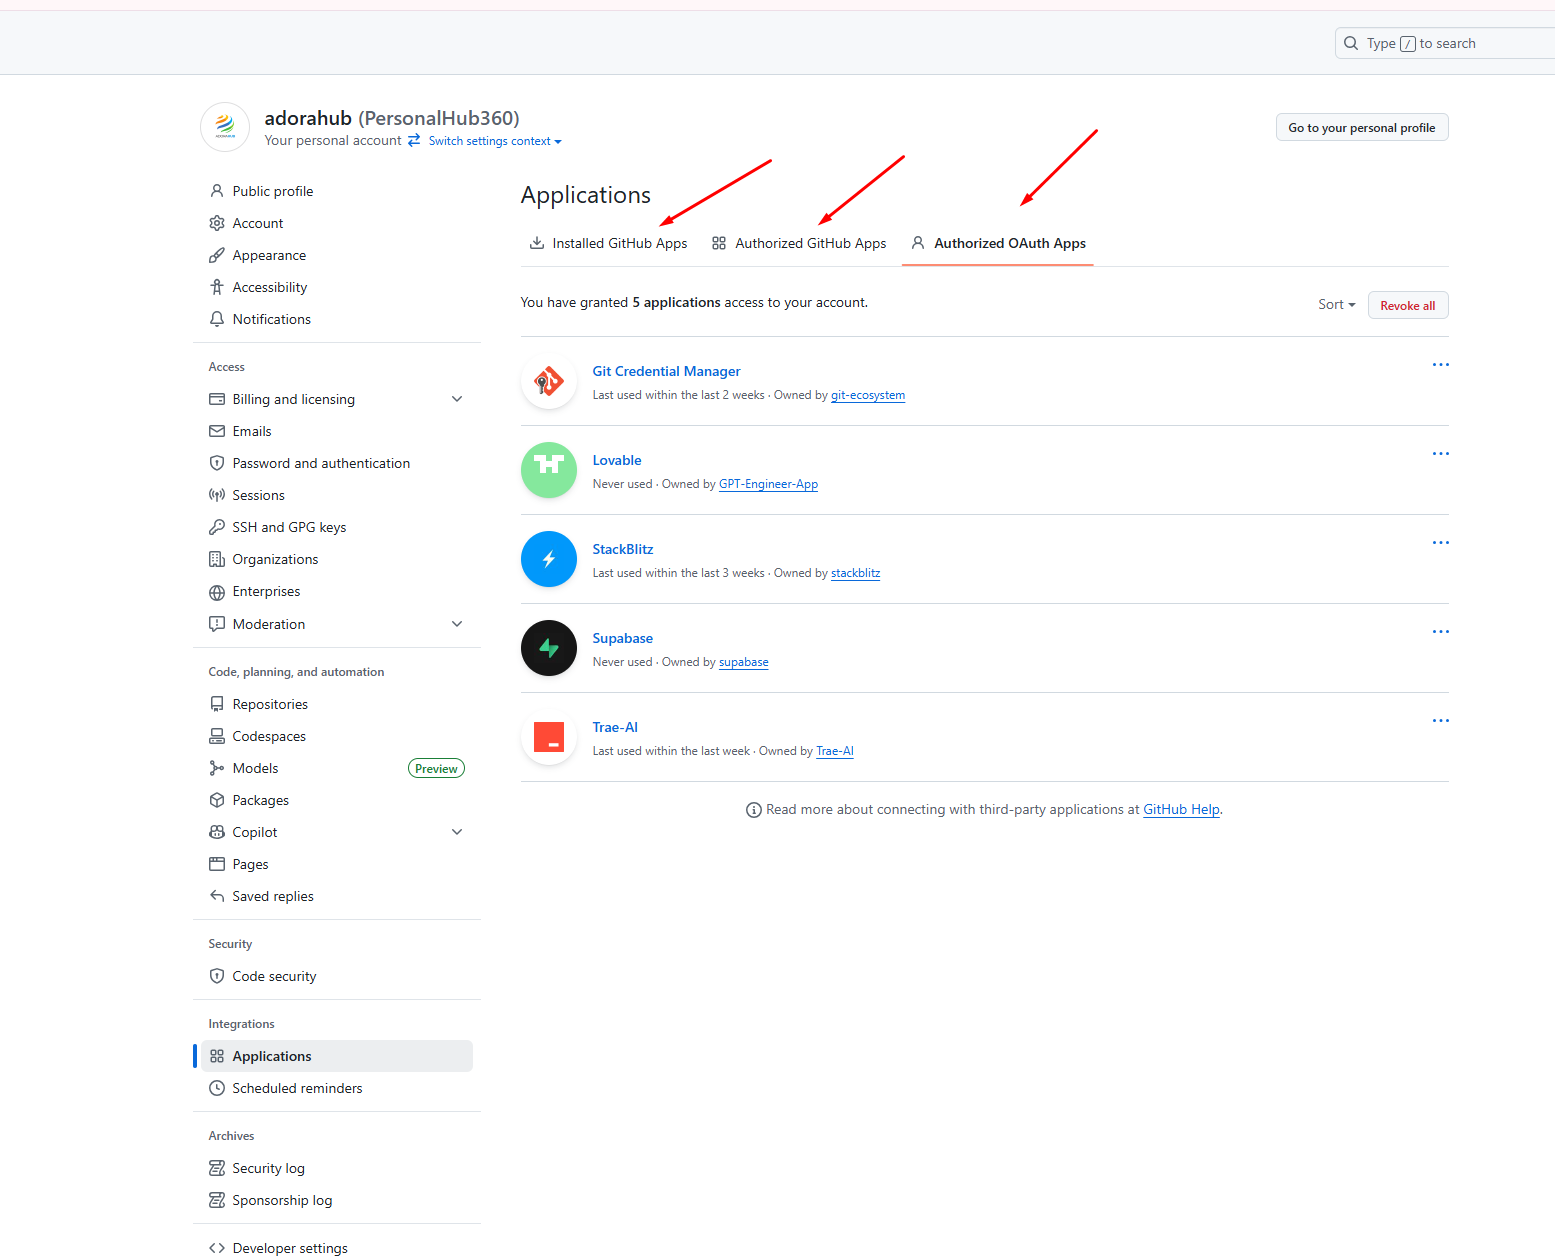 Type / to search
adorahub (PersonalHub360)
Your personal account Switch settings context
Go to your personal profile
Public profile
Account
Appearance
Accessibility
Notifications
Access
Billing and licensing
Emails
Password and authentication
Sessions
SSH and GPG keys
Organizations
Enterprises
Moderation
Code, planning, and automation
Repositories
Codespaces
Models Preview
Packages
Copilot
Pages
Saved replies
Security
Code security
Integrations
Applications
Scheduled reminders
Archives
Security log
Sponsorship log
Developer settings
Applications
Installed GitHub Apps Authorized GitHub Apps Authorized OAuth Apps
You have granted 5 applications access to your account. Sort Revoke all
Git Credential Manager
Last used within the last 2 weeks · Owned by git-ecosystem
Lovable
Never used · Owned by GPT-Engineer-App
StackBlitz
Last used within the last 3 weeks · Owned by stackblitz
Supabase
Never used · Owned by supabase
Trae-AI
Last used within the last week · Owned by Trae-AI
Read more about connecting with third-party applications at GitHub Help.